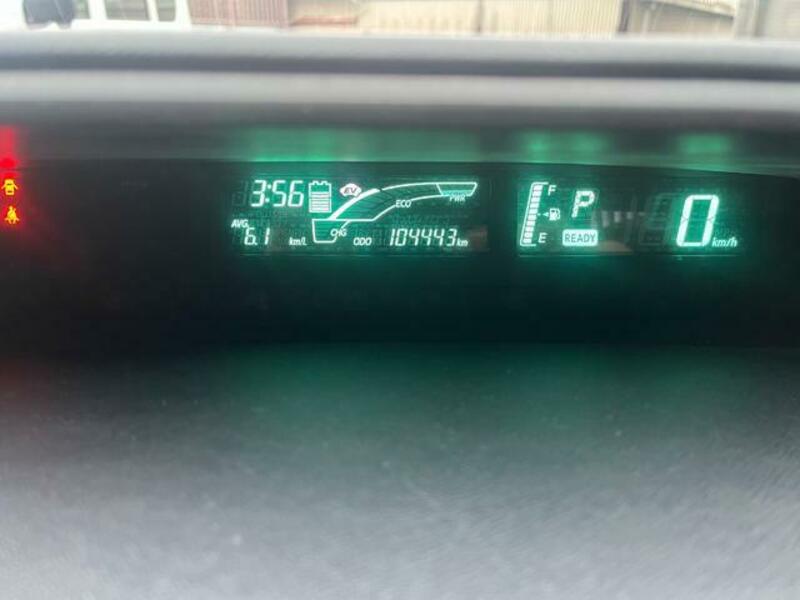 3:56 EV ECO PWR
AVG 6.1 km/L CHG ODO 104443 km
F P
E READY 0 km/h